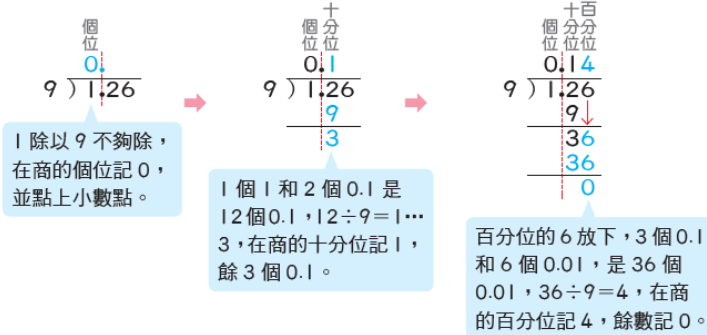 個位
0.
9 ) 1.26
1 除以 9 不夠除，
在商的個位記 0，
並點上小數點。
個位 十分位
0.1
9 ) 1.26
9
3
1 個 1 和 2 個 0.1 是
12 個 0.1，12÷9＝1…
3，在商的十分位記 1，
餘 3 個 0.1。
個位 十分位 百分位
0.14
9 ) 1.26
9
36
36
0
百分位的 6 放下，3 個 0.1
和 6 個 0.01，是 36 個
0.01，36÷9＝4，在商
的百分位記 4，餘數記 0。